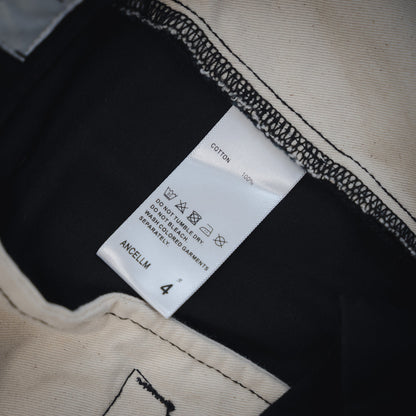 COTTON 100%
DO NOT TUMBLE DRY
DO NOT BLEACH.
WASH COLORED GARMENTS
SEPARATELY.
ANCELLM
4